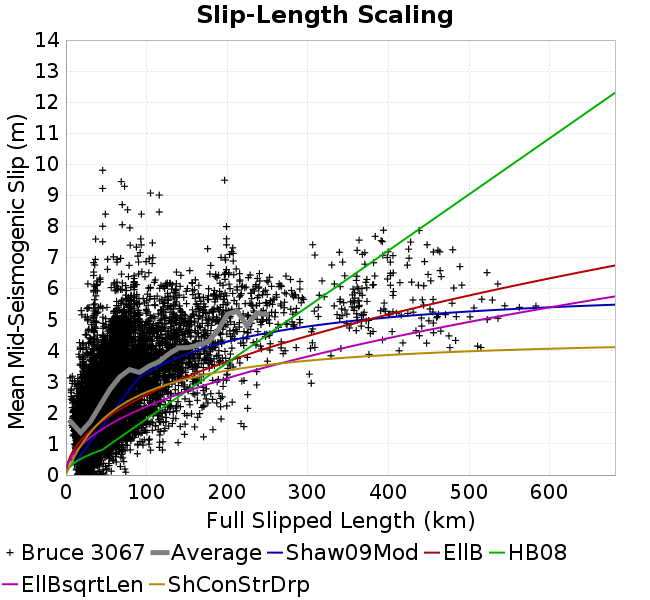 Slip-Length Scaling
14
13
12
11
10
9
8
7
6
5
4
3
2
1
0
Mean Mid-Seismogenic Slip (m)
0 100 200 300 400 500 600
Full Slipped Length (km)
Bruce 3067 Average Shaw09Mod EllB HB08
EllBsqrtLen ShConStrDrp